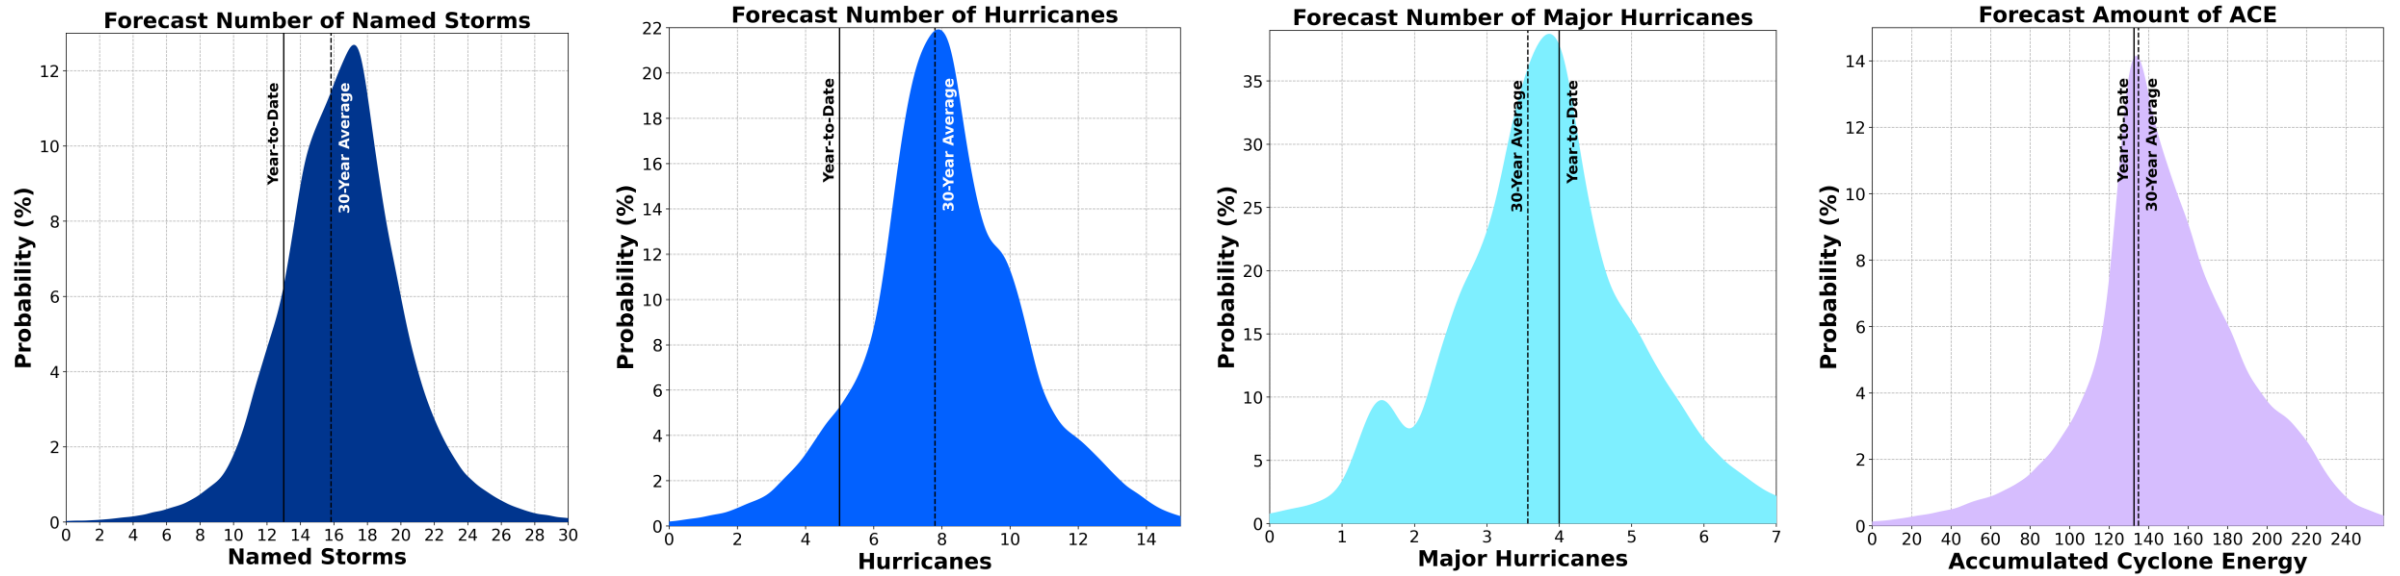 Forecast Number of Named Storms
12
10
8
6
4
2
0
Probability (%)
Year-to-Date
30-Year Average
0 2 4 6 8 10 12 14 16 18 20 22 24 26 28 30
Named Storms
Forecast Number of Hurricanes
22
20
18
16
14
12
10
8
6
4
2
0
Probability (%)
Year-to-Date
30-Year Average
0 2 4 6 8 10 12 14
Hurricanes
Forecast Number of Major Hurricanes
35
30
25
20
15
10
5
0
Probability (%)
30-Year Average
Year-to-Date
0 1 2 3 4 5 6 7
Major Hurricanes
Forecast Amount of ACE
14
12
10
8
6
4
2
0
Probability (%)
Year-to-Date
30-Year Average
0 20 40 60 80 100 120 140 160 180 200 220 240
Accumulated Cyclone Energy